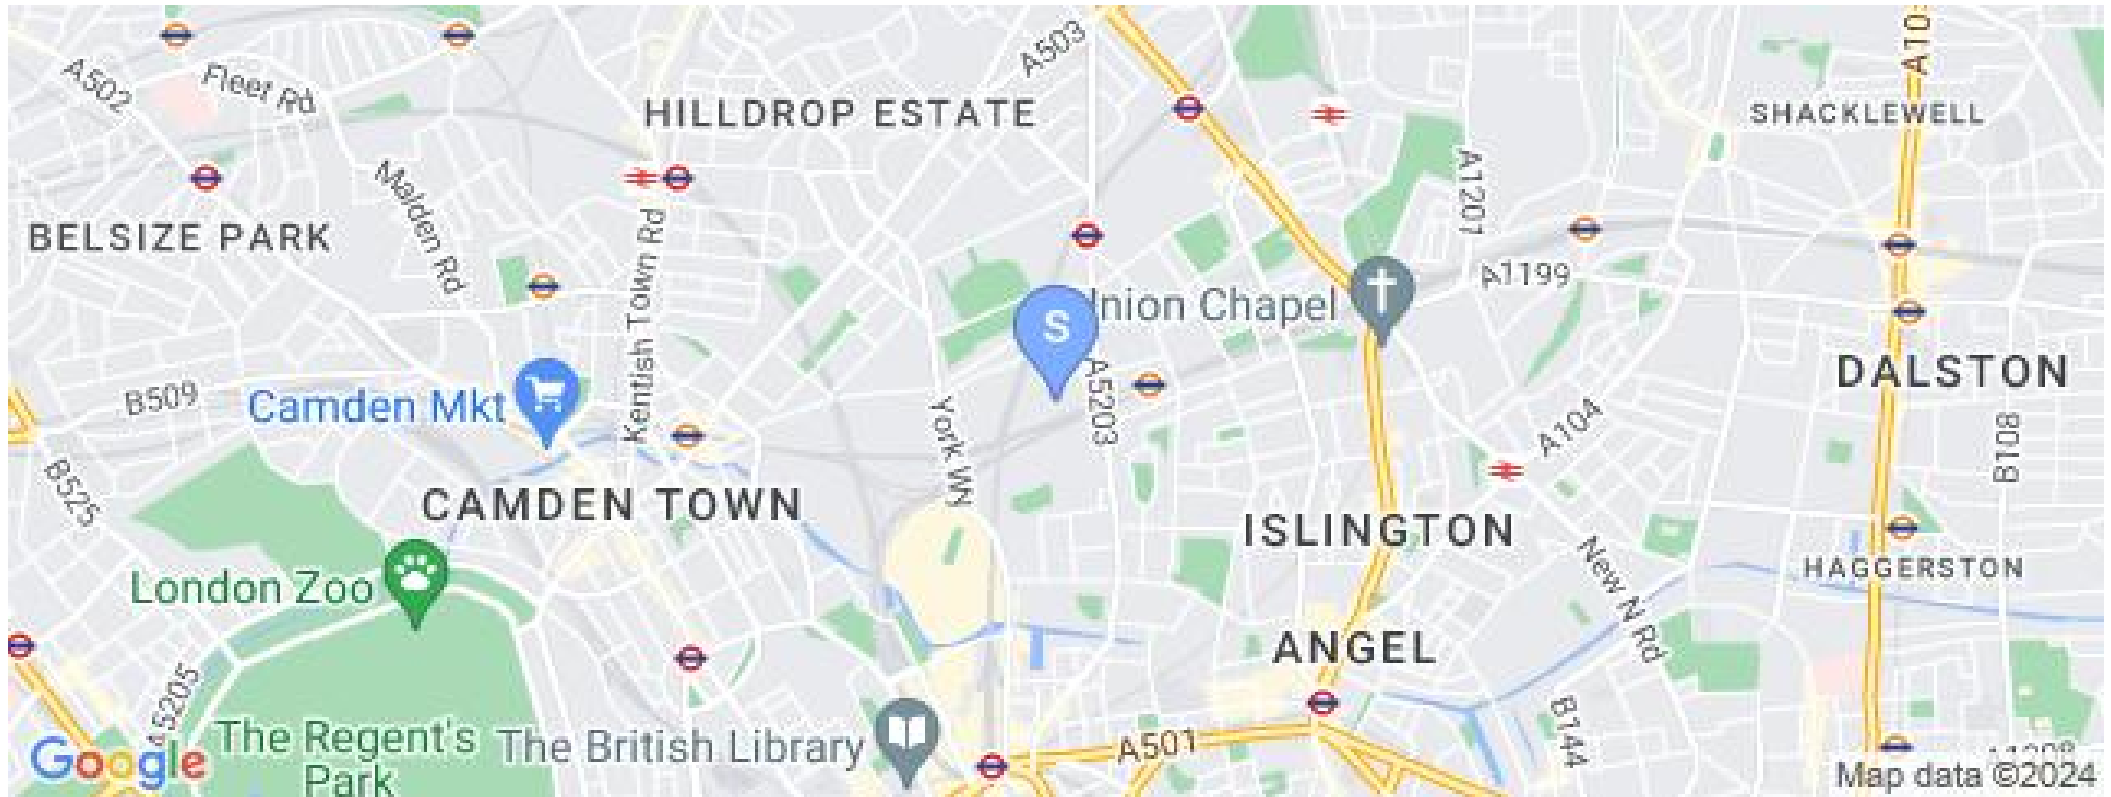 A502
Fleet Rd
A503
A10
HILLDROP ESTATE
SHACKLEWELL
Malden Rd
A1201
BELSIZE PARK
Kentish Town Rd
A1199
S
nion Chapel
DALSTON
B509
Camden Mkt
A5203
York Wy
A104
B108
B525
CAMDEN TOWN
ISLINGTON
New N Rd
HAGGERSTON
London Zoo
ANGEL
A5205
B144
The Regent's
Park
The British Library
A501
Google
Map data ©2024